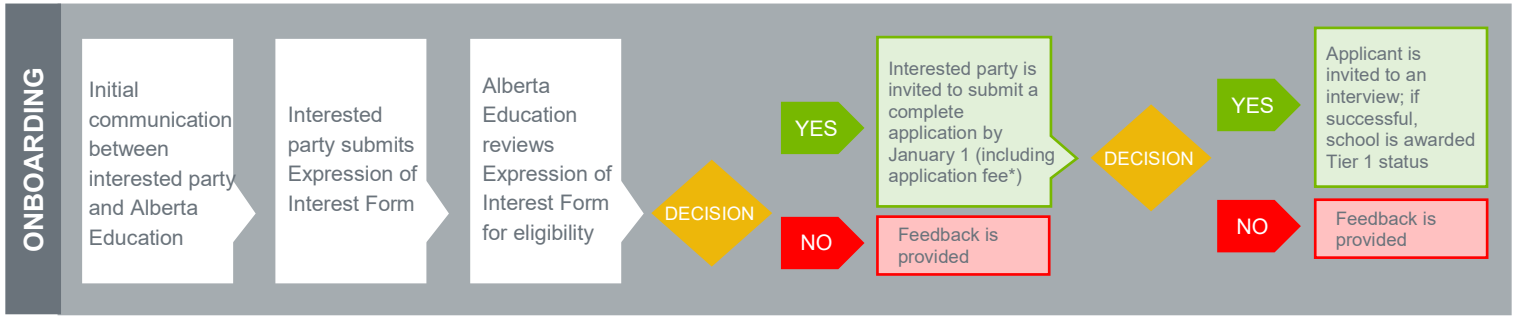 ONBOARDING
Initial
communication
between
interested party
and Alberta
Education
Interested
party submits
Expression of
Interest Form
Alberta
Education
reviews
Expression of
Interest Form
for eligibility
DECISION
YES
Interested party is
invited to submit a
complete
application by
January 1 (including
application fee*)
NO
Feedback is
provided
DECISION
YES
Applicant is
invited to an
interview; if
successful,
school is awarded
Tier 1 status
NO
Feedback is
provided